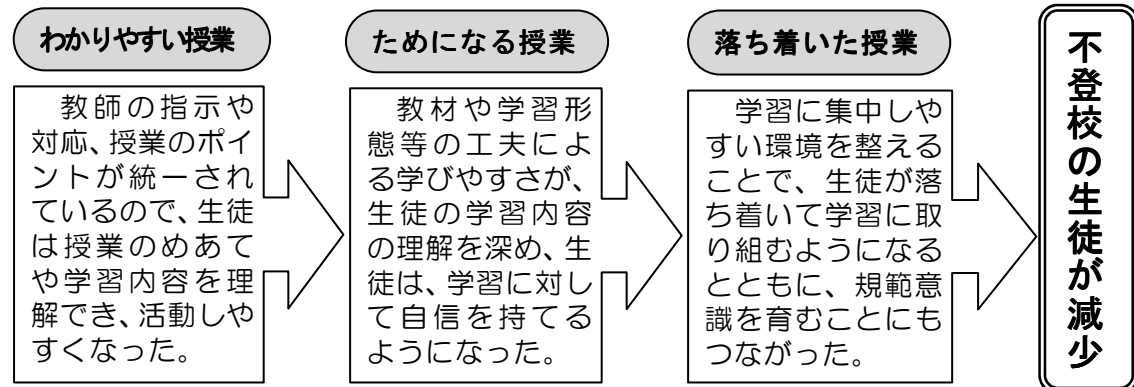 わかりやすい授業
教師の指示や
対応、授業のポイ
ントが統一され
ているので、生徒
は授業のめあて
や学習内容を理
解でき、活動しや
すくなった。
ためになる授業
教材や学習形
態等の工夫によ
る学びやすさが、
生徒の学習内容
の理解を深め、生
徒は、学習に対し
て自信を持てる
ようになった。
落ち着いた授業
学習に集中しや
すい環境を整える
ことで、生徒が落
ち着いて学習に取
り組むようになる
とともに、規範意
識を育むことにも
つながった。
不登校の生徒が減少